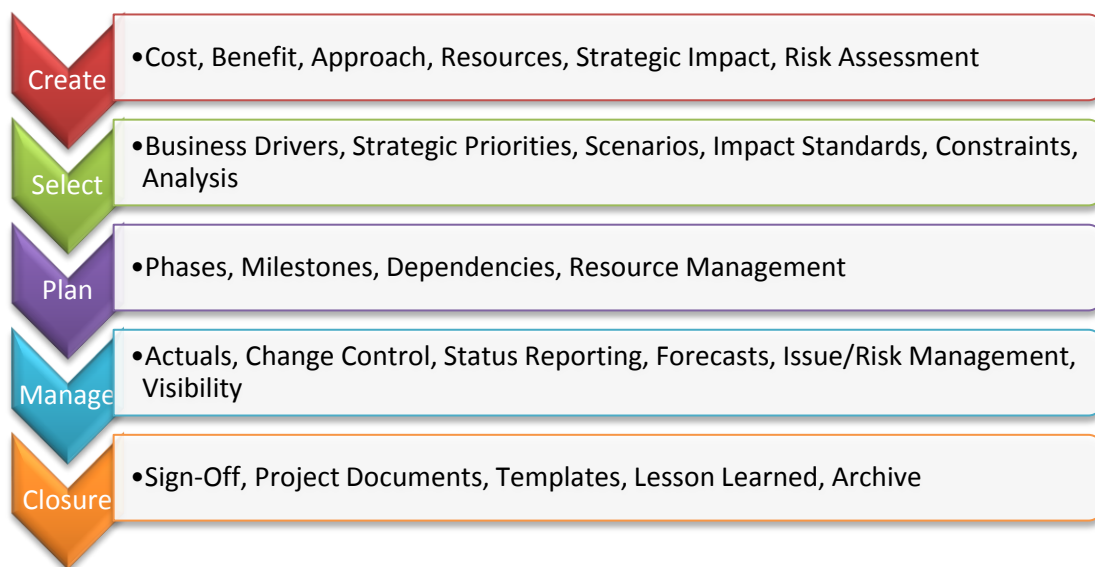 Create
•Cost, Benefit, Approach, Resources, Strategic Impact, Risk Assessment
Select
•Business Drivers, Strategic Priorities, Scenarios, Impact Standards, Constraints,
Analysis
Plan
•Phases, Milestones, Dependencies, Resource Management
Manage
•Actuals, Change Control, Status Reporting, Forecasts, Issue/Risk Management,
Visibility
Closure
•Sign-Off, Project Documents, Templates, Lesson Learned, Archive